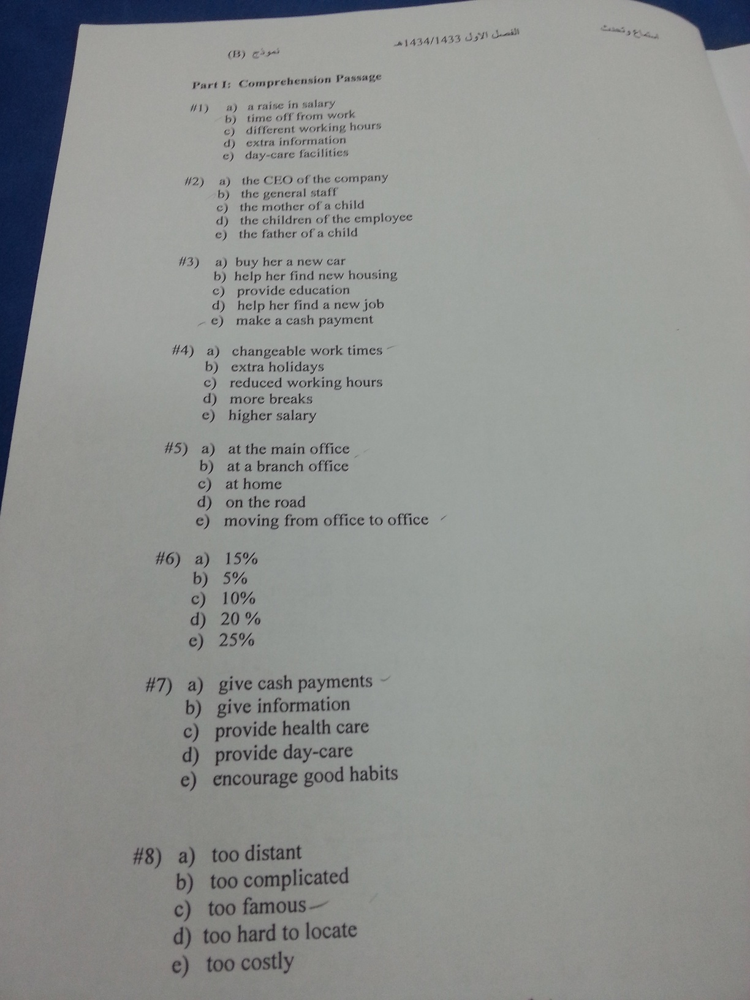 استماع وتحدث
الفصل الاول 1434/1433هـ
نموذج (B)
Part I: Comprehension Passage
#1) a) a raise in salary
b) time off from work
c) different working hours
d) extra information
e) day-care facilities
#2) a) the CEO of the company
b) the general staff
c) the mother of a child
d) the children of the employee
e) the father of a child
#3) a) buy her a new car
b) help her find new housing
c) provide education
d) help her find a new job
e) make a cash payment
#4) a) changeable work times
b) extra holidays
c) reduced working hours
d) more breaks
e) higher salary
#5) a) at the main office
b) at a branch office
c) at home
d) on the road
e) moving from office to office
#6) a) 15%
b) 5%
c) 10%
d) 20 %
e) 25%
#7) a) give cash payments
b) give information
c) provide health care
d) provide day-care
e) encourage good habits
#8) a) too distant
b) too complicated
c) too famous
d) too hard to locate
e) too costly